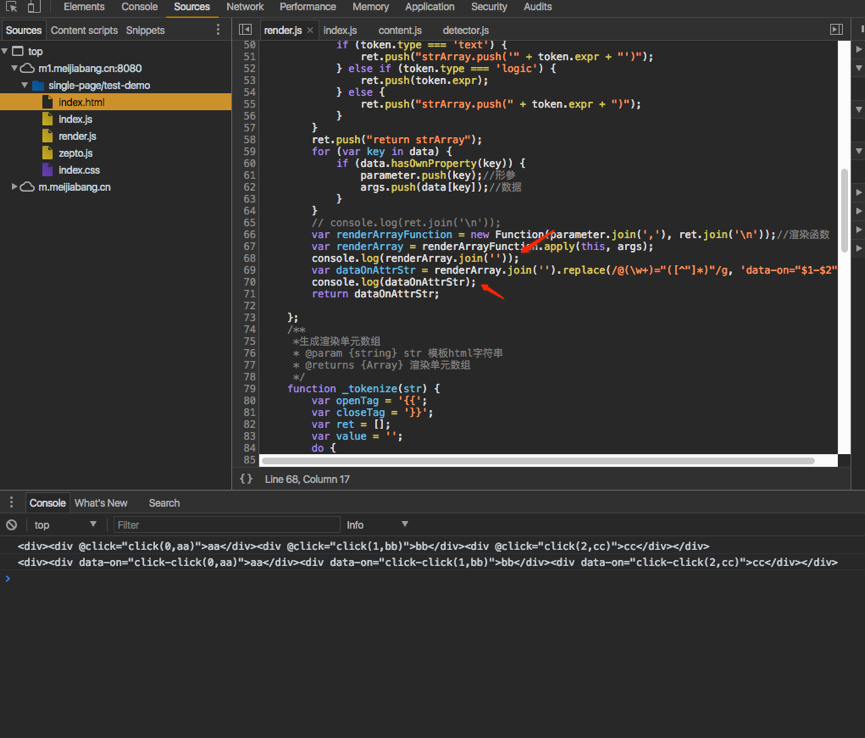 Elements Console Sources Network Performance Memory Application Security Audits
Sources Content scripts Snippets
render.js × index.js content.js detector.js
top
m1.meijiabang.cn:8080
single-page/test-demo
index.html
index.js
render.js
zepto.js
index.css
m.meijiabang.cn
50 if (token.type === 'text') {
51 ret.push("strArray.push('" + token.expr + "')");
52 } else if (token.type === 'logic') {
53 ret.push(token.expr);
54 } else {
55 ret.push("strArray.push(" + token.expr + ")");
56 }
57 }
58 ret.push("return strArray");
59 for (var key in data) {
60 if (data.hasOwnProperty(key)) {
61 parameter.push(key);//形参
62 args.push(data[key]);//数据
63 }
64 }
65 // console.log(ret.join('\n'));
66 var renderArrayFunction = new Function(parameter.join(','), ret.join('\n'));//渲染函数
67 var renderArray = renderArrayFunction.apply(this, args);
68 console.log(renderArray.join(''));
69 var dataOnAttrStr = renderArray.join('').replace(/@(\w+)="([^"]*)"/g, 'data-on="$1-$2"
70 console.log(dataOnAttrStr);
71 return dataOnAttrStr;
72
73 };
74 /**
75 *生成渲染单元数组
76 * @param {string} str 模板html字符串
77 * @returns {Array} 渲染单元数组
78 */
79 function _tokenize(str) {
80 var openTag = '{{';
81 var closeTag = '}}';
82 var ret = [];
83 var value = '';
84 do {
85
{} Line 68, Column 17
Console What's New Search
top Filter Info
<div><div @click="click(0,aa)">aa</div><div @click="click(1,bb)">bb</div><div @click="click(2,cc)">cc</div></div>
<div><div data-on="click-click(0,aa)">aa</div><div data-on="click-click(1,bb)">bb</div><div data-on="click-click(2,cc)">cc</div></div>